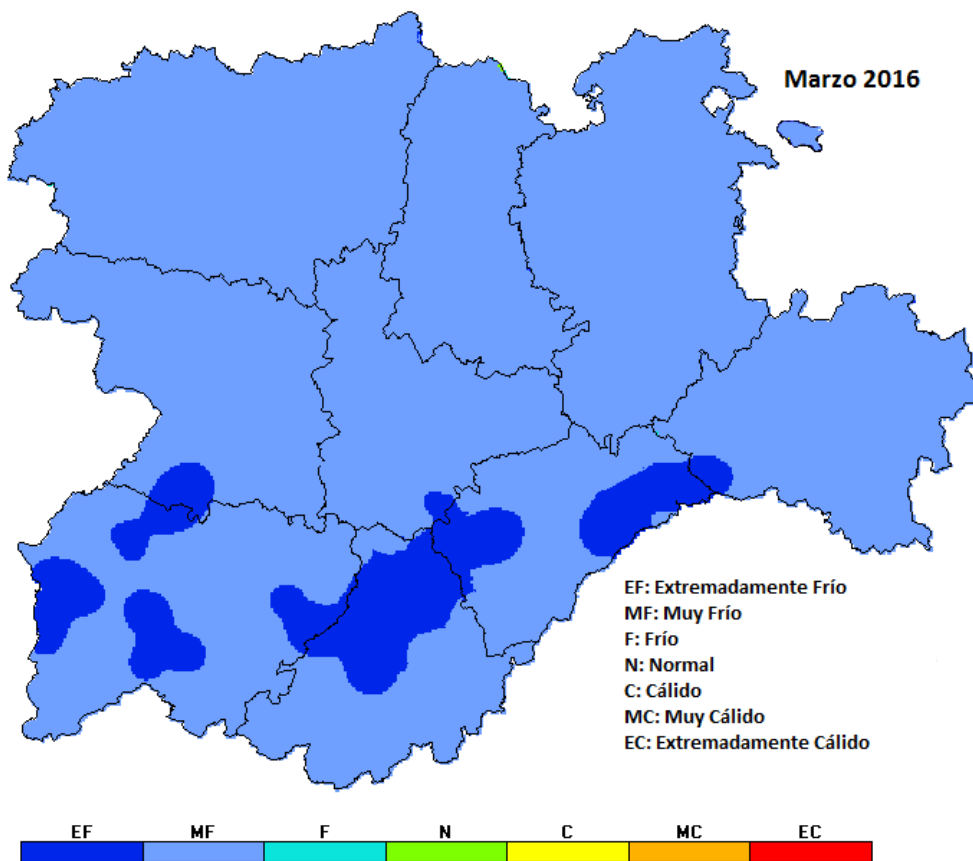 Marzo 2016
EF: Extremadamente Frío
MF: Muy Frío
F: Frío
N: Normal
C: Cálido
MC: Muy Cálido
EC: Extremadamente Cálido
EF MF F N C MC EC